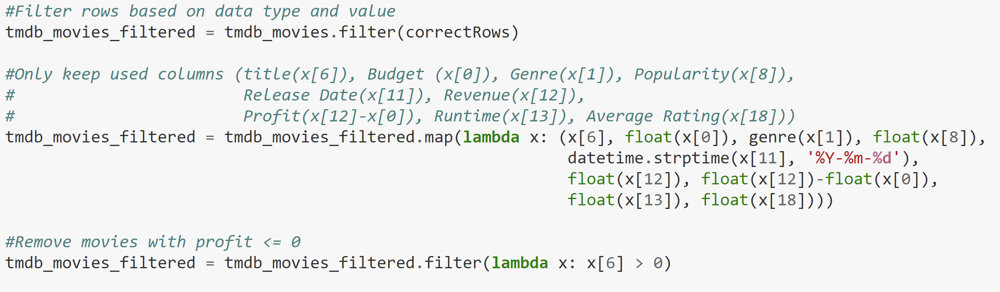 #Filter rows based on data type and value
tmdb_movies_filtered = tmdb_movies.filter(correctRows)
#Only keep used columns (title(x[6]), Budget (x[0]), Genre(x[1]), Popularity(x[8]),
#                         Release Date(x[11]), Revenue(x[12]),
#                         Profit(x[12]-x[0]), Runtime(x[13]), Average Rating(x[18]))
tmdb_movies_filtered = tmdb_movies_filtered.map(lambda x: (x[6], float(x[0]), genre(x[1]), float(x[8]),
                                                           datetime.strptime(x[11], '%Y-%m-%d'),
                                                           float(x[12]), float(x[12])-float(x[0]),
                                                           float(x[13]), float(x[18])))
#Remove movies with profit <= 0
tmdb_movies_filtered = tmdb_movies_filtered.filter(lambda x: x[6] > 0)